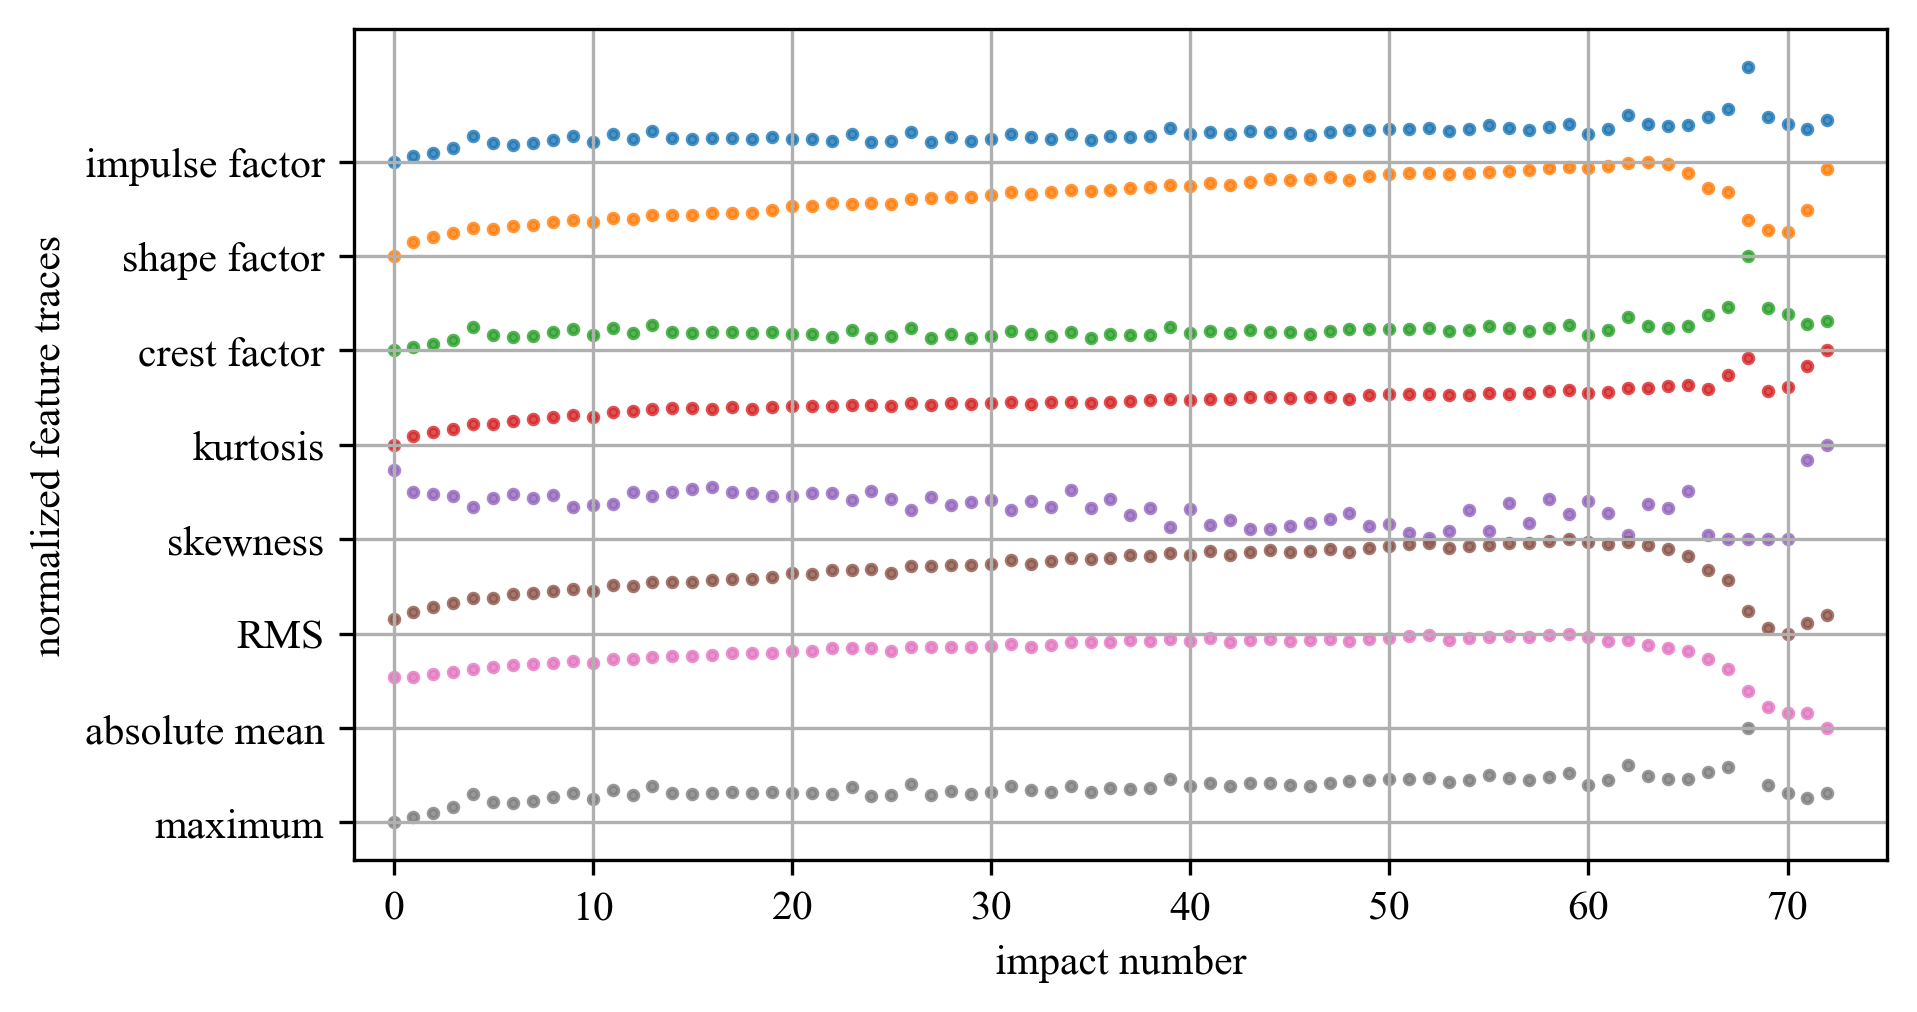 normalized feature traces
impulse factor
shape factor
crest factor
kurtosis
skewness
RMS
absolute mean
maximum
0 10 20 30 40 50 60 70
impact number